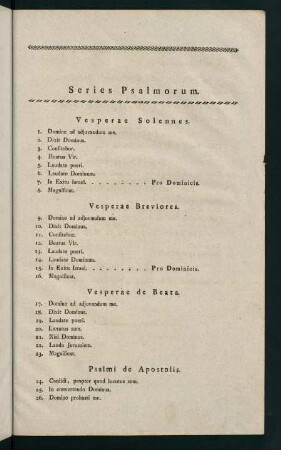 Series Psalmorum.
Vesperae Solennes.
1. Domine ad adjuvandum me.
2. Dixit Dominus.
3. Confitebor.
4. Beatus Vir.
5. Laudate pueri.
6. Laudate Dominum.
7. In Exitu Israel. . . . . . . . . Pro Dominicis.
8. Magnificat.
Vesperae Breviores.
9. Domine ad adjuvandum me.
10. Dixit Dominus.
11. Confitebor.
12. Beatus Vir.
13. Laudate pueri.
14. Laudate Dominum.
15. In Exitu Israel. . . . . . . . . Pro Dominicis.
16. Magnificat.
Vesperae de Beata.
17. Domine ad adjuvandum me.
18. Dixit Dominus.
19. Laudate pueri.
20. Laetatus sum.
21. Nisi Dominus.
22. Lauda Jerusalem.
23. Magnificat.
Psalmi de Apostolis.
24. Credidi, propter quod locutus sum.
25. In convertendo Dominus.
26. Domine probasti me.